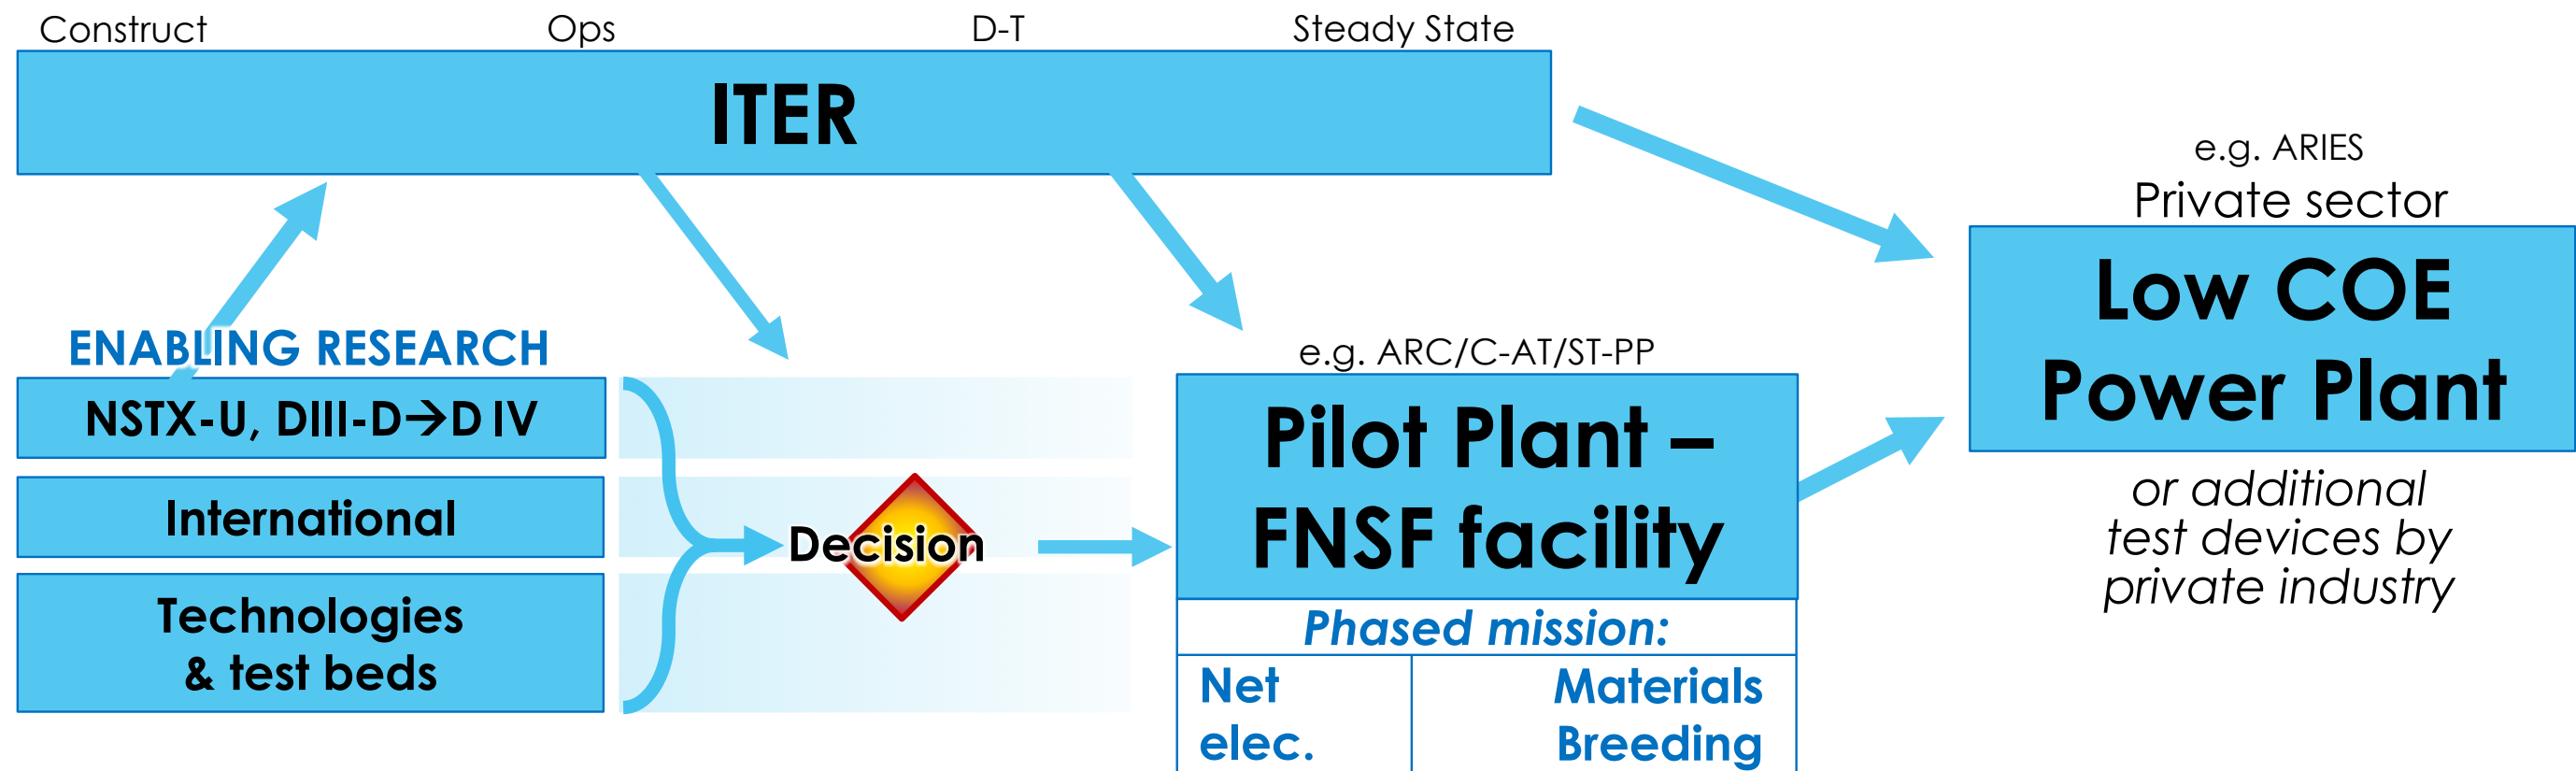 Construct Ops D-T Steady State
ITER
ENABLING RESEARCH
NSTX-U, DIII-D→D IV
International
Technologies
& test beds
Decision
e.g. ARC/C-AT/ST-PP
Pilot Plant –
FNSF facility
Phased mission:
Net
elec.
Materials
Breeding
e.g. ARIES
Private sector
Low COE
Power Plant
or additional
test devices by
private industry